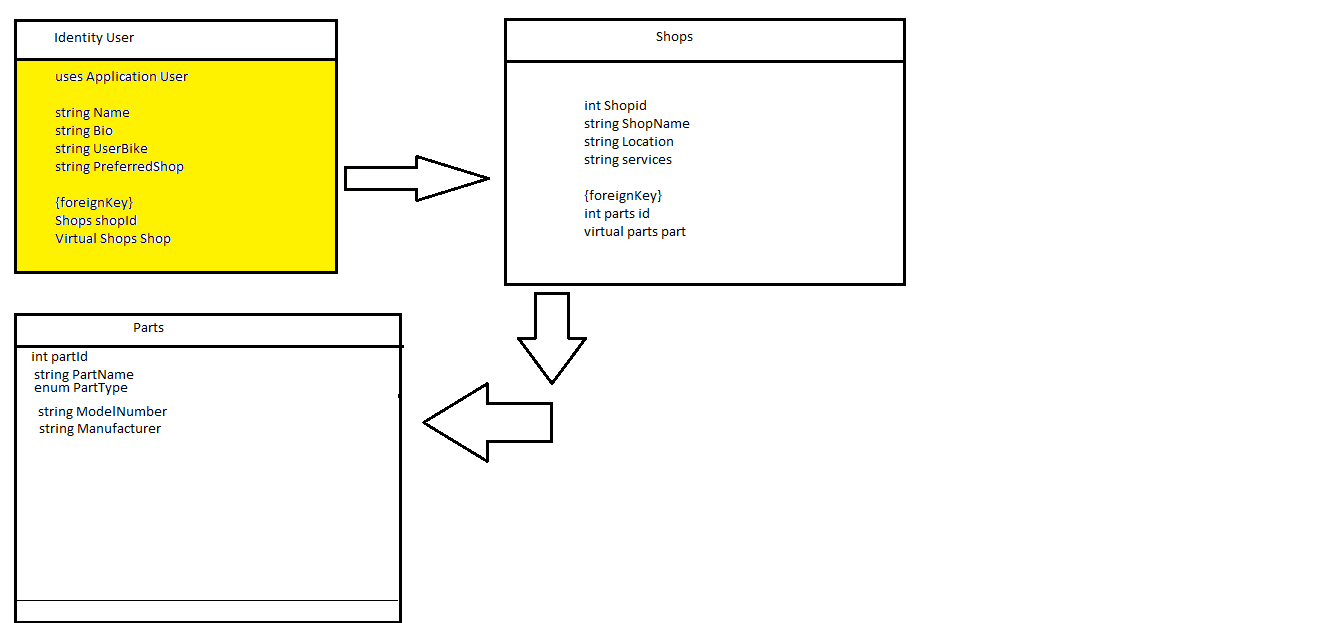 Identity User
uses Application User
string Name
string Bio
string UserBike
string PreferredShop
{foreignKey}
Shops shopId
Virtual Shops Shop
Shops
int Shopid
string ShopName
string Location
string services
{foreignKey}
int parts id
virtual parts part
Parts
int partId
string PartName
enum PartType
string ModelNumber
string Manufacturer